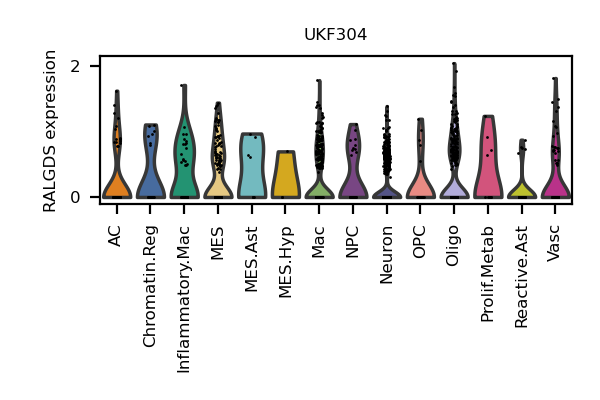 UKF304
RALGDS expression
2
0
AC
Chromatin.Reg
Inflammatory.Mac
MES
MES.Ast
MES.Hyp
Mac
NPC
Neuron
OPC
Oligo
Prolif.Metab
Reactive.Ast
Vasc